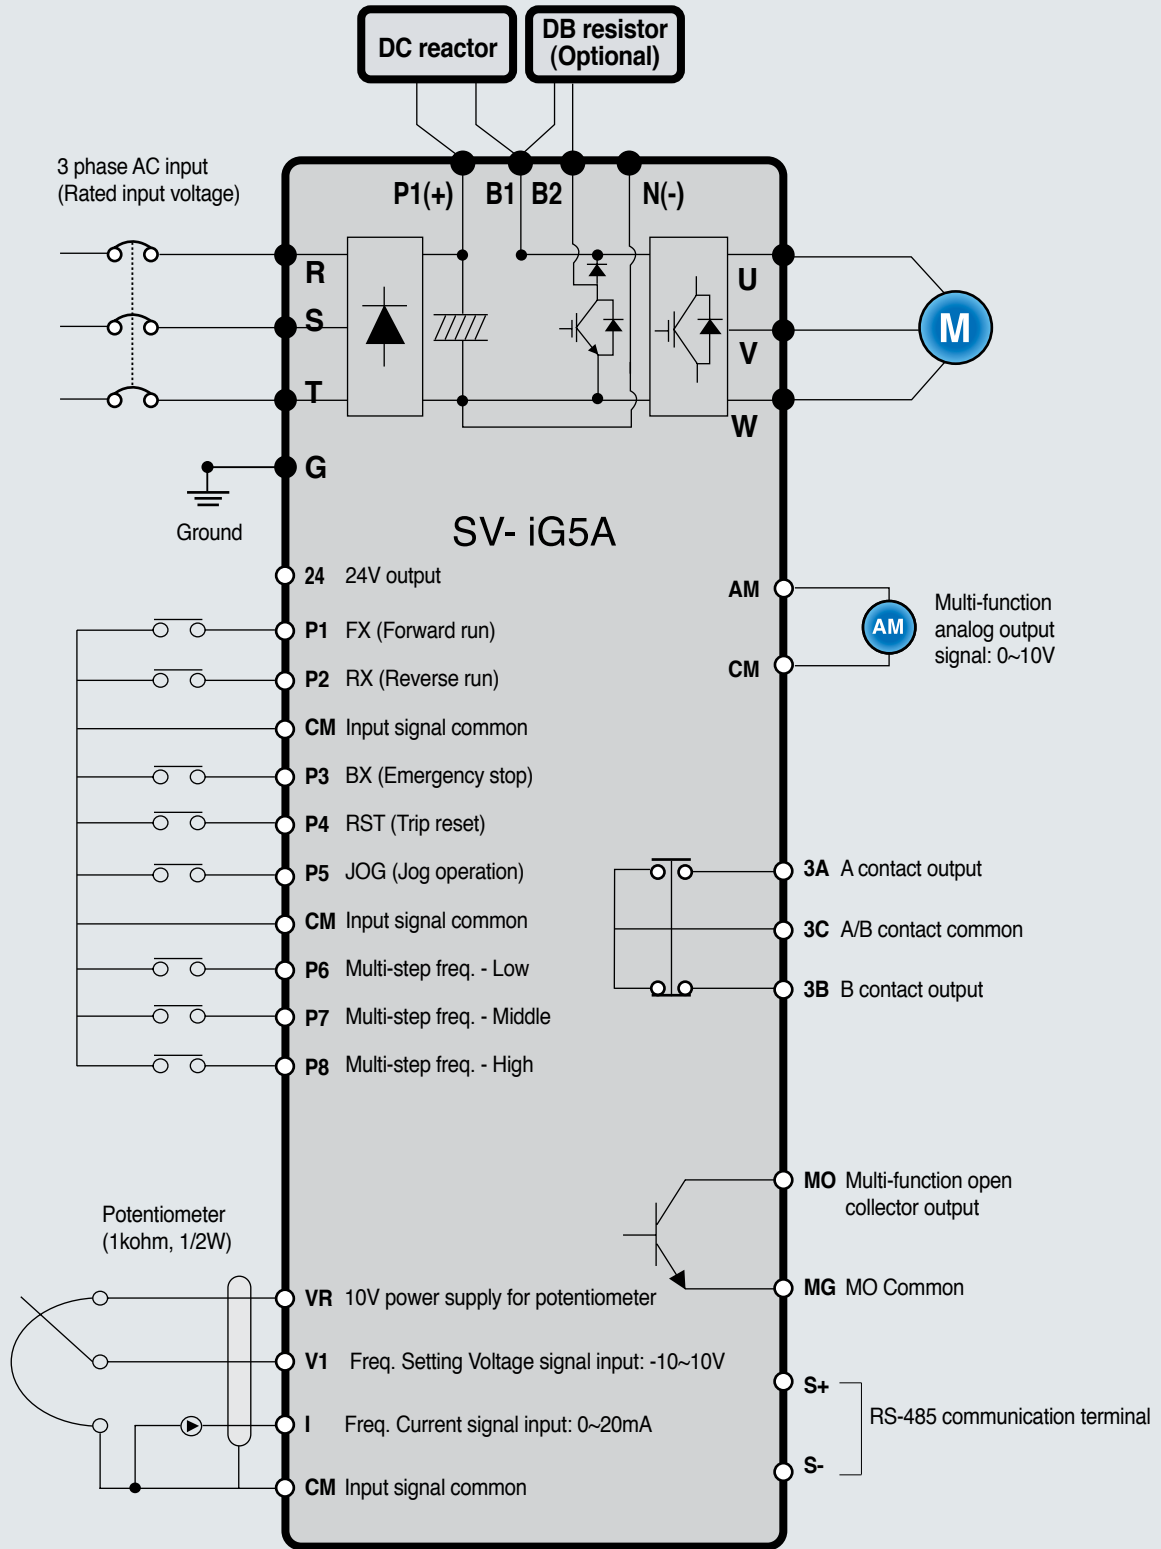 DC reactor
DB resistor
(Optional)
3 phase AC input
(Rated input voltage)
P1(+)
B1
B2
N(-)
R
S
T
G
U
V
W
M
Ground
SV- iG5A
24 24V output
P1 FX (Forward run)
P2 RX (Reverse run)
CM Input signal common
P3 BX (Emergency stop)
P4 RST (Trip reset)
P5 JOG (Jog operation)
CM Input signal common
P6 Multi-step freq. - Low
P7 Multi-step freq. - Middle
P8 Multi-step freq. - High
AM
CM
AM
Multi-function
analog output
signal: 0~10V
3A A contact output
3C A/B contact common
3B B contact output
MO Multi-function open
collector output
MG MO Common
Potentiometer
(1kohm, 1/2W)
VR 10V power supply for potentiometer
V1 Freq. Setting Voltage signal input: -10~10V
I Freq. Current signal input: 0~20mA
CM Input signal common
S+
S-
RS-485 communication terminal